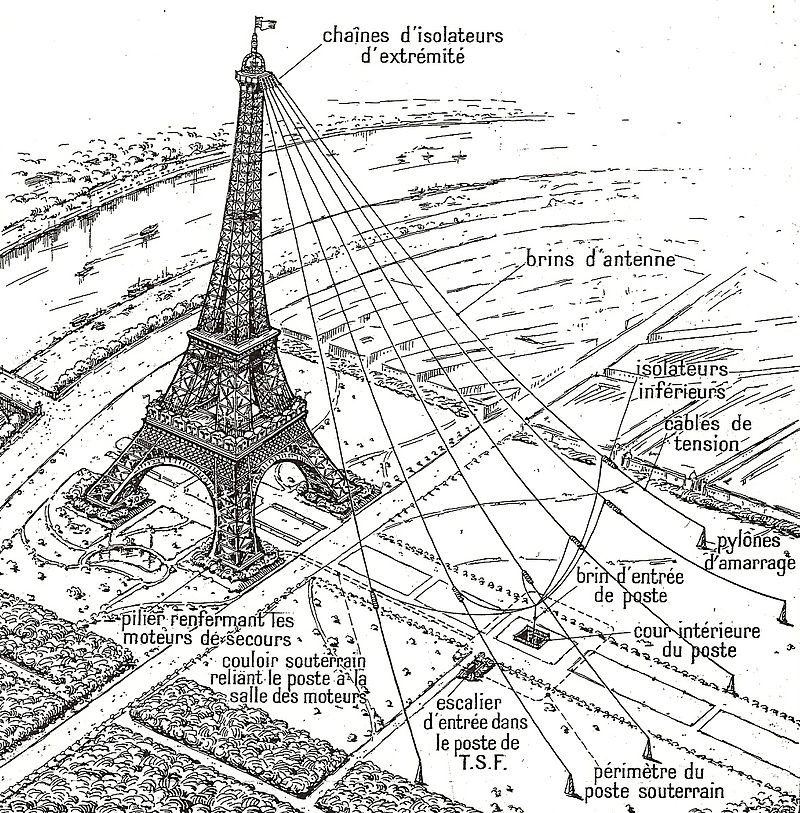 chaînes d'isolateurs
d'extrémité
brins d'antenne
isolateurs
inférieurs
câbles de
tension
pylônes
d'amarrage
brin d'entrée
de poste
pilier renfermant les
moteurs de secours
cour intérieure
du poste
couloir souterrain
reliant le poste à la
salle des moteurs
escalier
d'entrée dans
le poste de
T.S.F.
périmètre du
poste souterrain